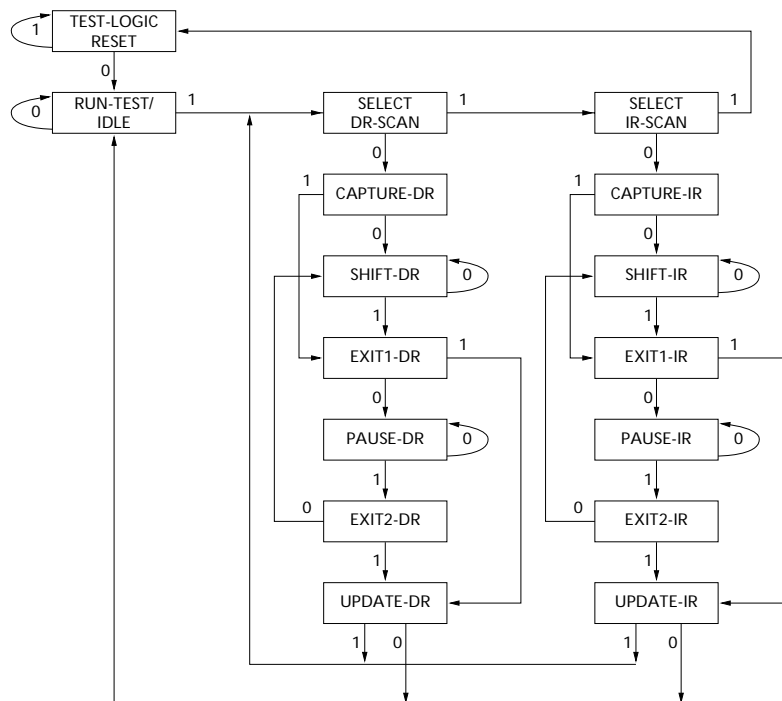 TEST-LOGIC
RESET
1
0
RUN-TEST/
IDLE
0
1
SELECT
DR-SCAN
1
SELECT
IR-SCAN
1
0
0
1
CAPTURE-DR
1
CAPTURE-IR
0
0
SHIFT-DR
0
SHIFT-IR
0
1
1
EXIT1-DR
1
EXIT1-IR
1
0
0
PAUSE-DR
0
PAUSE-IR
0
1
1
0
EXIT2-DR
0
EXIT2-IR
1
1
UPDATE-DR
UPDATE-IR
1
0
1
0